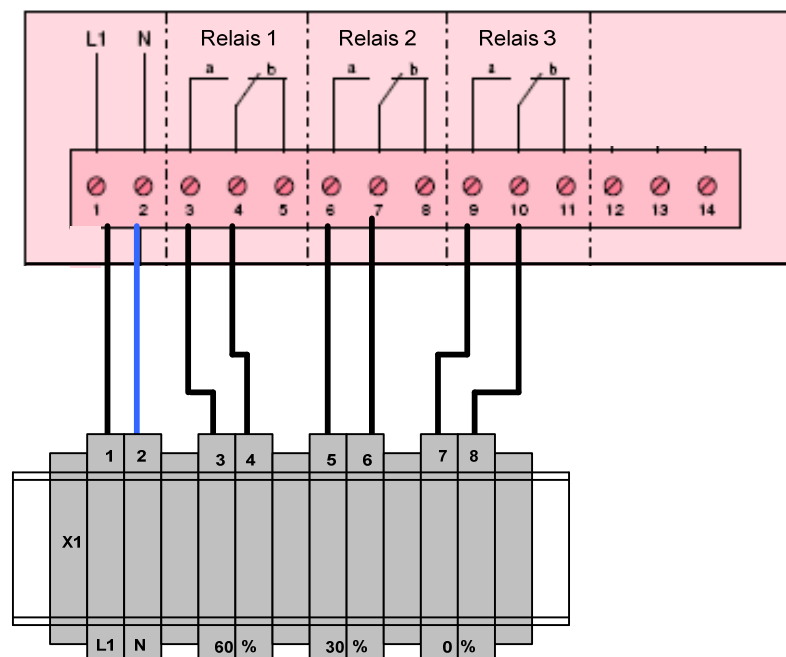 L1 N Relais 1 Relais 2 Relais 3
a b a b a b
1 2 3 4 5 6 7 8 9 10 11 12 13 14
1 2 3 4 5 6 7 8
X1
L1 N 60 % 30 % 0 %